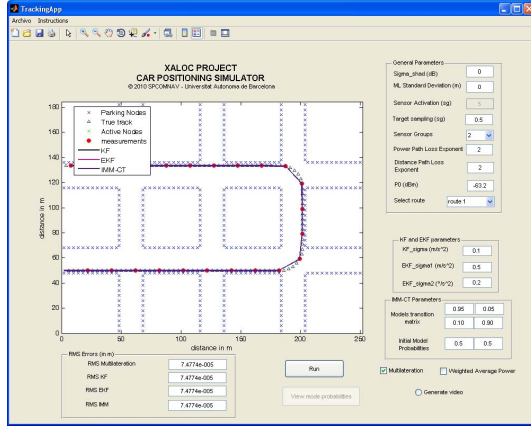 TrackingApp
Archivo Instructions
XALOC PROJECT
CAR POSITIONING SIMULATOR
© 2010 SPCOMNAV - Universitat Autonoma de Barcelona
Parking Nodes
True track
Active Nodes
measurements
KF
EKF
IMM-CT
distance in m
180
160
140
120
100
80
60
40
20
0
0 50 100 150 200 250
distance in m
General Parameters
Sigma_shad (dB) 0
ML Standard Deviation (m) 0
Sensor Activation (sg) 5
Target sampling (sg) 0.5
Sensor Groups 2
Power Path Loss Exponent 2
Distance Path Loss
Exponent 2
P0 (dBm) -63.2
Select route route 1
KF and EKF parameters
KF_sigma (m/s^2) 0.1
EKF_sigma1 (m/s^2) 0.5
EKF_sigma2 (º/s^2) 0.2
IMM-CT Parameters
Models transition
matrix
0.95 0.05
0.10 0.90
Initial Model
Probabilities
0.5 0.5
RMS Errors (in m)
RMS Multilateration 7.4774e-005
RMS KF 7.4774e-005
RMS EKF 7.4774e-005
RMS IMM 7.4774e-005
Run
View mode probabilities
Multilateration Weighted Average Power
Generate video